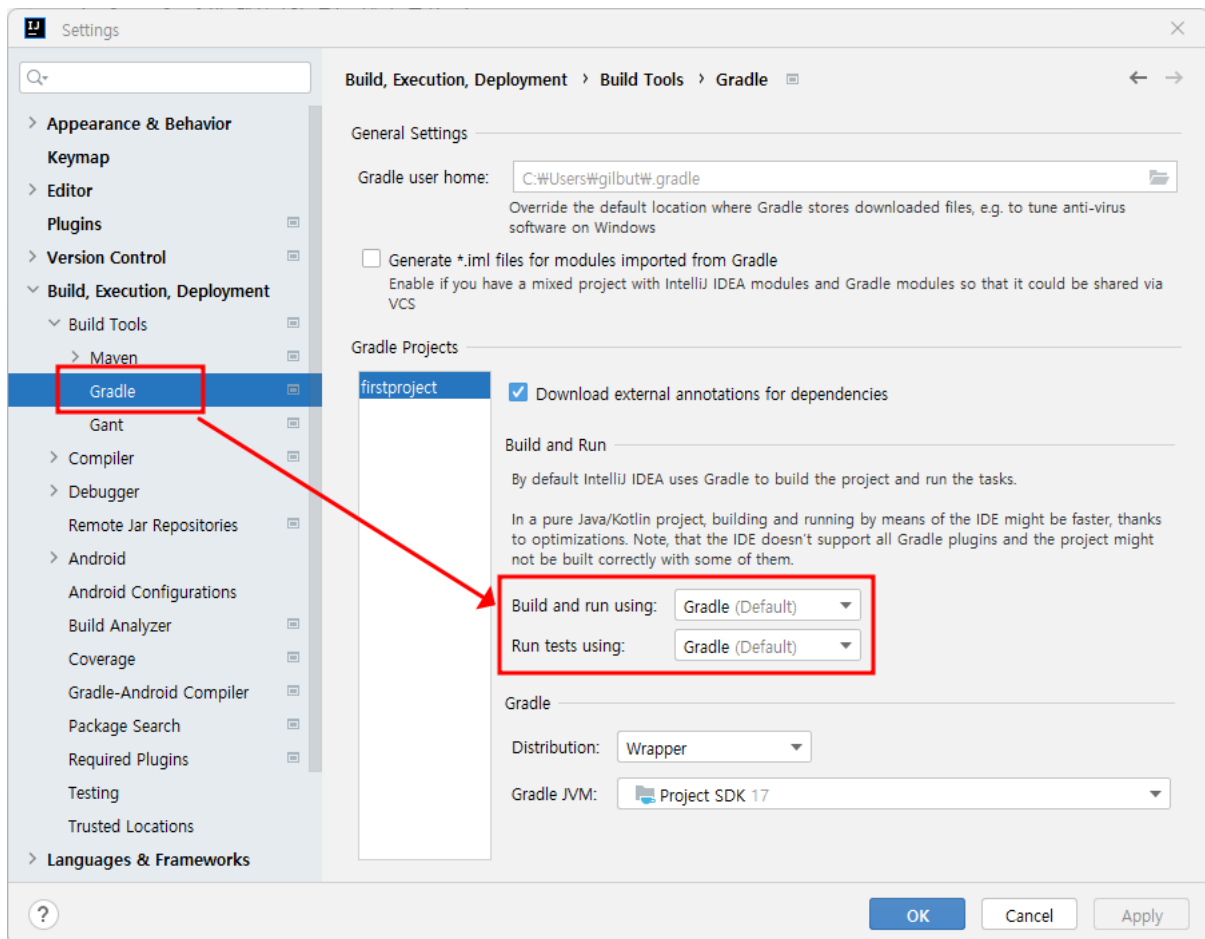 Settings
Build, Execution, Deployment > Build Tools > Gradle
Appearance & Behavior
Keymap
Editor
Plugins
Version Control
Build, Execution, Deployment
Build Tools
Maven
Gradle
Gant
Compiler
Debugger
Remote Jar Repositories
Android
Android Configurations
Build Analyzer
Coverage
Gradle-Android Compiler
Package Search
Required Plugins
Testing
Trusted Locations
Languages & Frameworks
General Settings
Gradle user home: C:₩Users₩gilbut₩.gradle
Override the default location where Gradle stores downloaded files, e.g. to tune anti-virus
software on Windows
Generate *.iml files for modules imported from Gradle
Enable if you have a mixed project with IntelliJ IDEA modules and Gradle modules so that it could be shared via
VCS
Gradle Projects
firstproject
Download external annotations for dependencies
Build and Run
By default IntelliJ IDEA uses Gradle to build the project and run the tasks.
In a pure Java/Kotlin project, building and running by means of the IDE might be faster, thanks
to optimizations. Note, that the IDE doesn't support all Gradle plugins and the project might
not be built correctly with some of them.
Build and run using: Gradle (Default)
Run tests using: Gradle (Default)
Gradle
Distribution: Wrapper
Gradle JVM: Project SDK 17
?
OK
Cancel
Apply